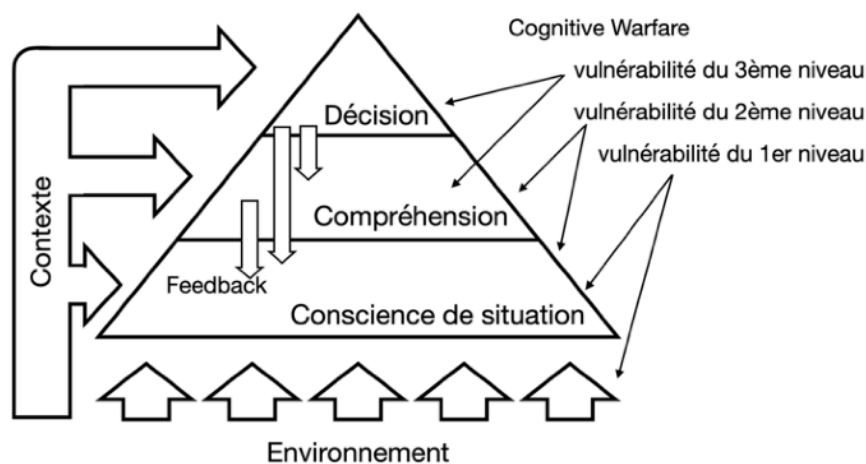 Cognitive Warfare
vulnérabilité du 3ème niveau
vulnérabilité du 2ème niveau
vulnérabilité du 1er niveau
Décision
Compréhension
Contexte
Feedback
Conscience de situation
Environnement